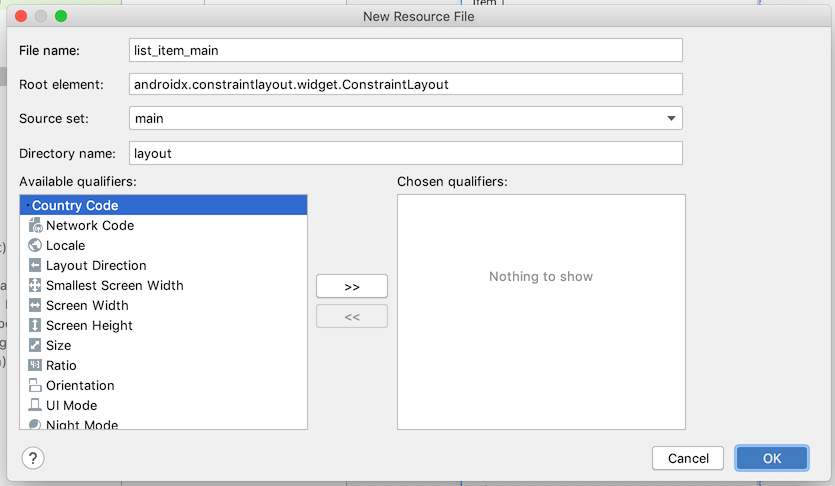 Item 1
New Resource File
File name:
list_item_main
Root element:
androidx.constraintlayout.widget.ConstraintLayout
Source set:
main
Directory name:
layout
Available qualifiers:
Chosen qualifiers:
Country Code
Network Code
Locale
Layout Direction
Smallest Screen Width
Screen Width
Screen Height
Size
Ratio
Orientation
UI Mode
Night Mode
>>
<<
Nothing to show
?
Cancel
OK